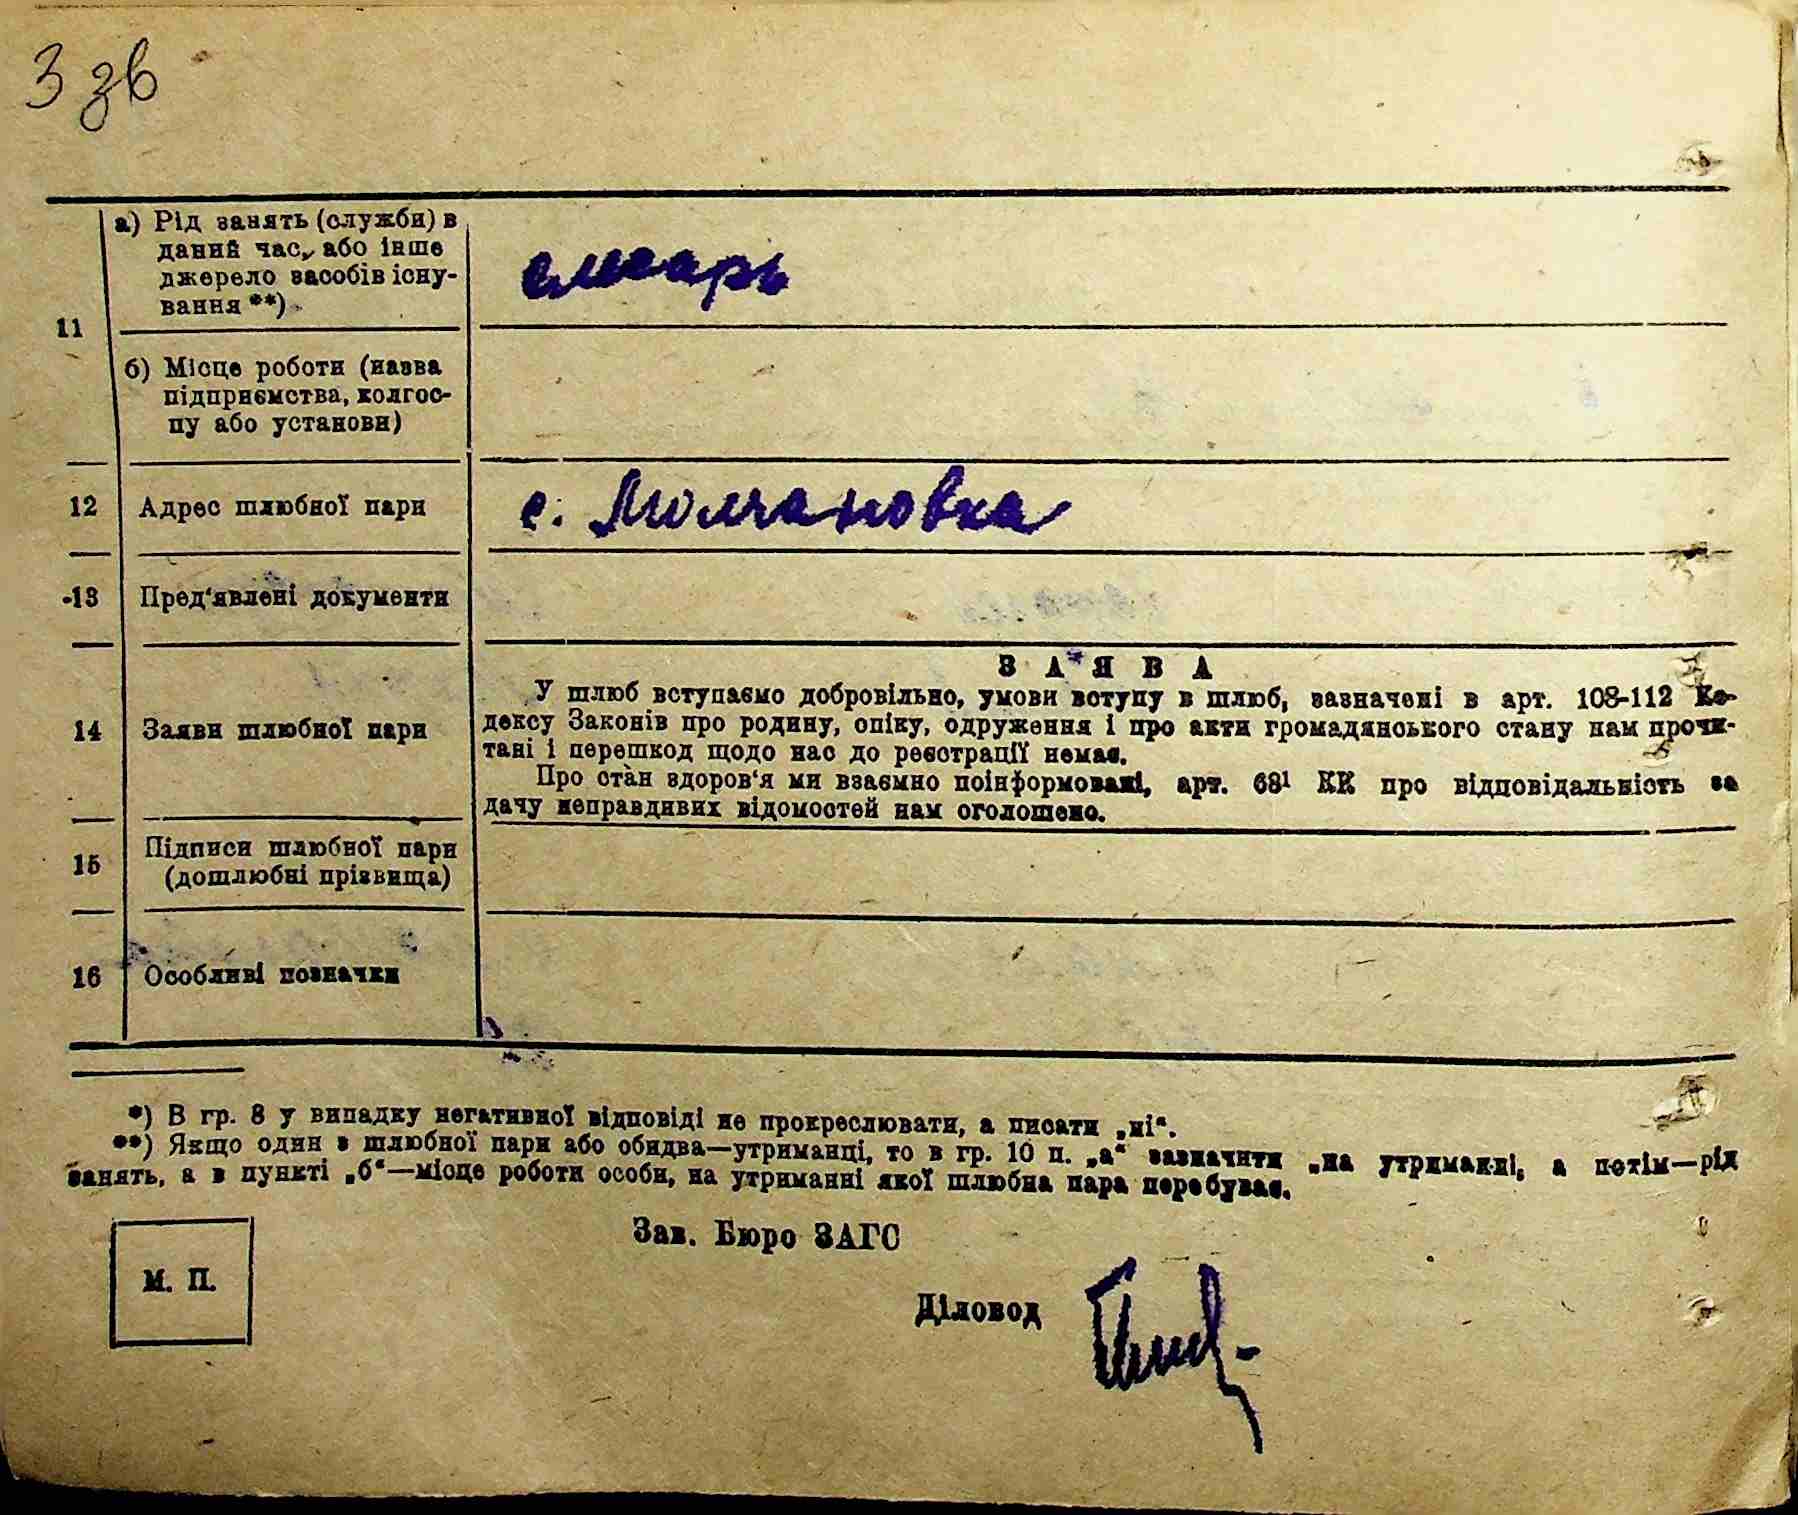 3 зв
а) Рід занять (служби) в
даний час, або інше
джерело засобів існу-
вання **)
слюсарь
11
б) Місце роботи (назва
підприємства, колгос-
пу або установи)
12 Адрес шлюбної пари с. Молчановка
13 Пред'явлені документи
З А Я В А
14 Заяви шлюбної пари
У шлюб вступаємо добровільно, умови вступу в шлюб, зазначені в арт. 108-112 Ко-
дексу Законів про родину, опіку, одруження і про акти громадянського стану нам прочи-
тані і перешкод щодо нас до реєстрації немає.
Про стан здоров'я ми взаємно поінформовані, арт. 68¹ КК про відповідальність за
дачу неправдивих відомостей нам оголошено.
15 Підписи шлюбної пари
(дошлюбні прізвища)
16 Особливі позначки
*) В гр. 8 у випадку негативної відповіді не прокреслювати, а писати „ні“.
**) Якщо один з шлюбної пари або обидва—утриманці, то в гр. 10 п. „а“ зазначити „на утриманні, а потім—рід
занять, а в пункті „б“—місце роботи особи, на утриманні якої шлюбна пара перебуває.
Зав. Бюро ЗАГС
М. П.
Діловод